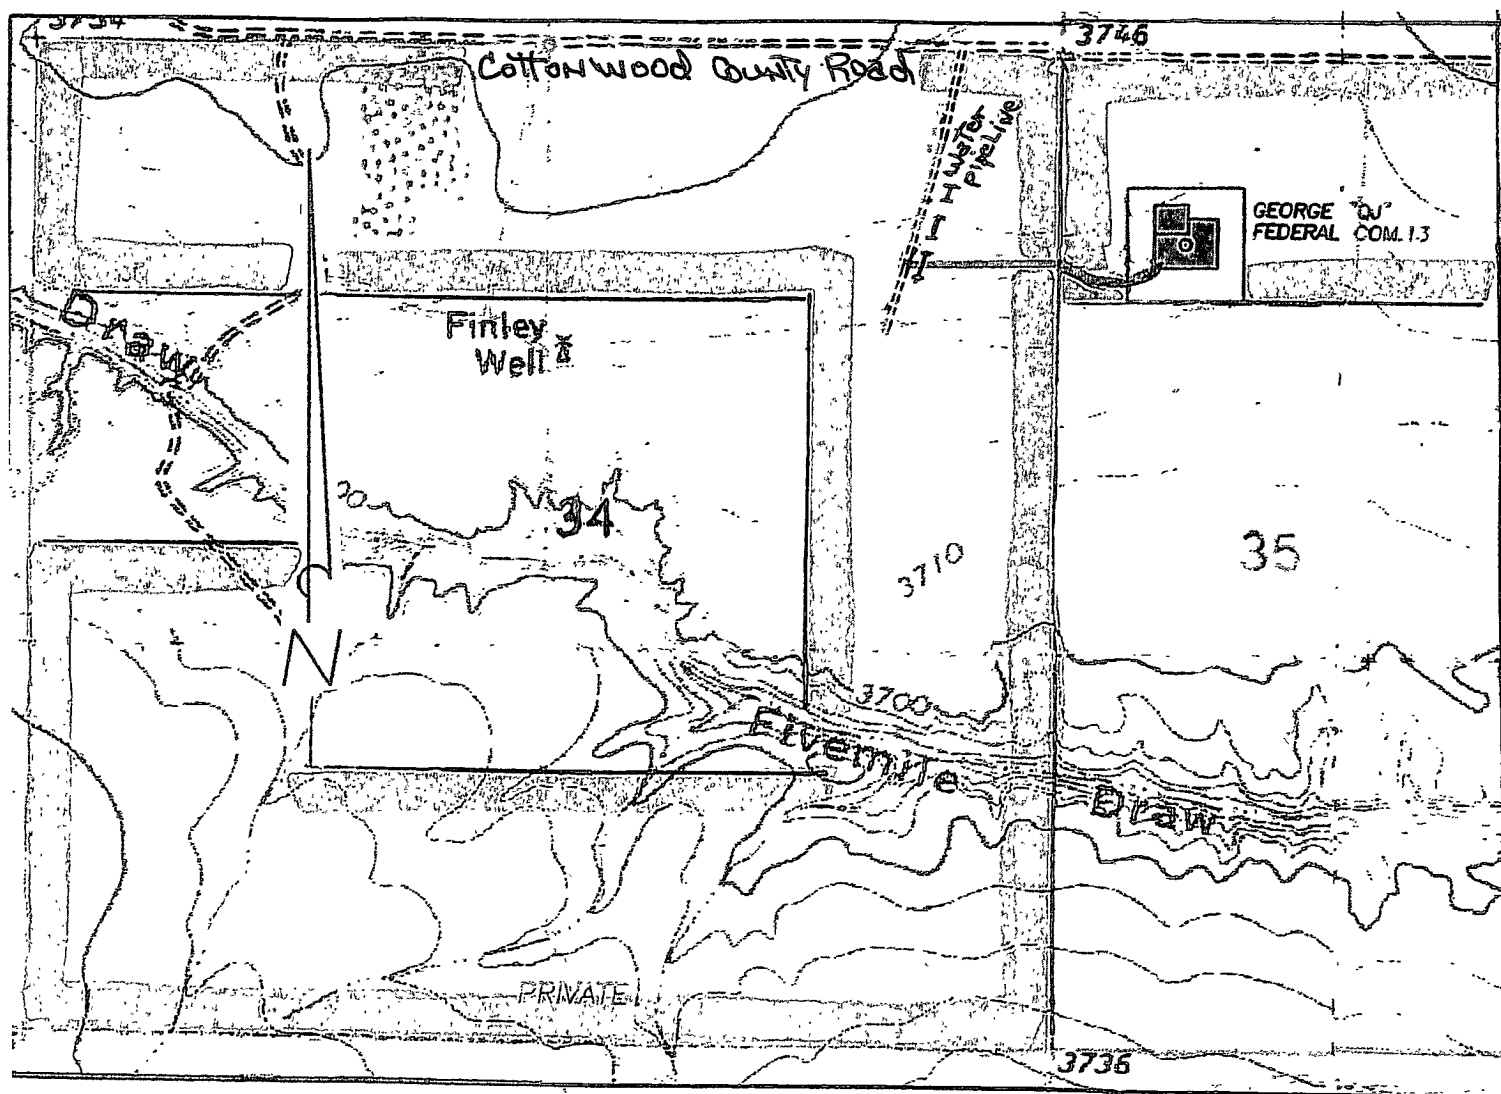 3734
3746
Cottonwood County Road
Water
Pipeline
GEORGE "QJ"
FEDERAL COM. 13
Draw
Finley
Well
34
35
3710
N
3700
Fivemile
Draw
PRIVATE
3736